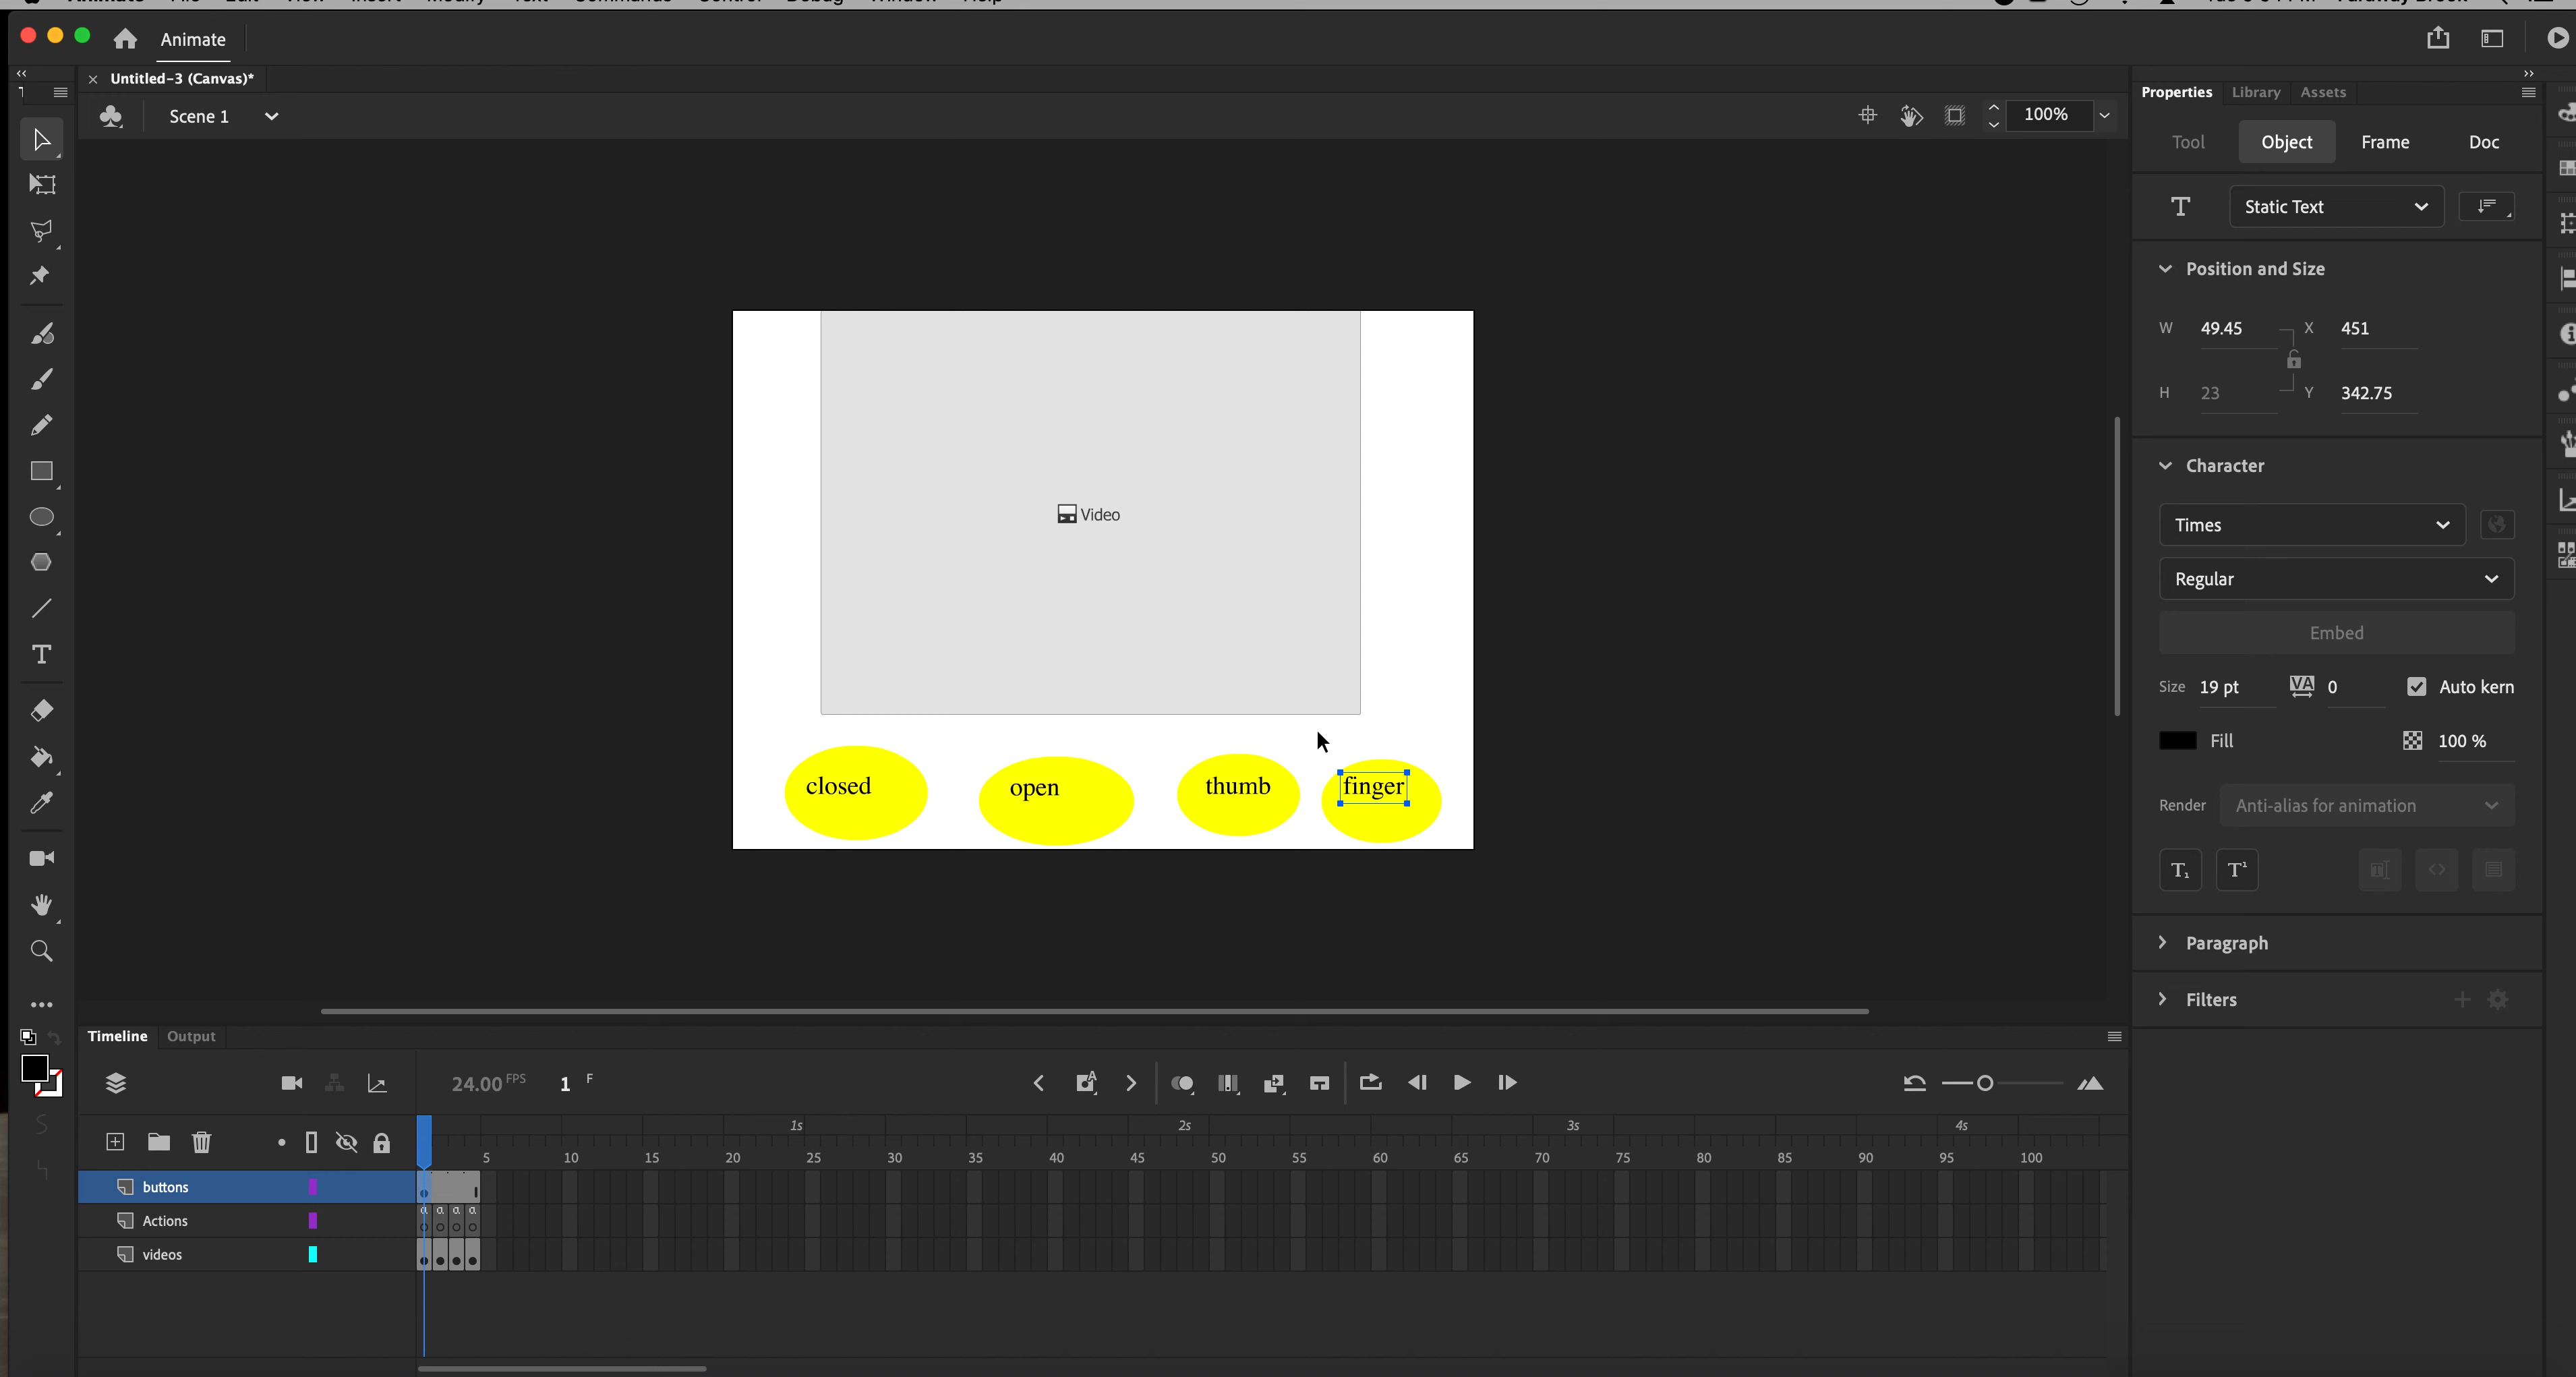 Animate
Untitled-3 (Canvas)*
Scene 1
100%
Properties Library Assets
Tool Object Frame Doc
T Static Text
Position and Size
W 49.45 X 451
H 23 Y 342.75
Character
Times
Regular
Embed
Size 19 pt VA 0 Auto kern
Fill 100 %
Render Anti-alias for animation
Paragraph
Filters
Video
closed open thumb finger
Timeline Output
24.00 FPS 1 F
1s 2s 3s 4s
5 10 15 20 25 30 35 40 45 50 55 60 65 70 75 80 85 90 95 100
buttons
Actions
videos